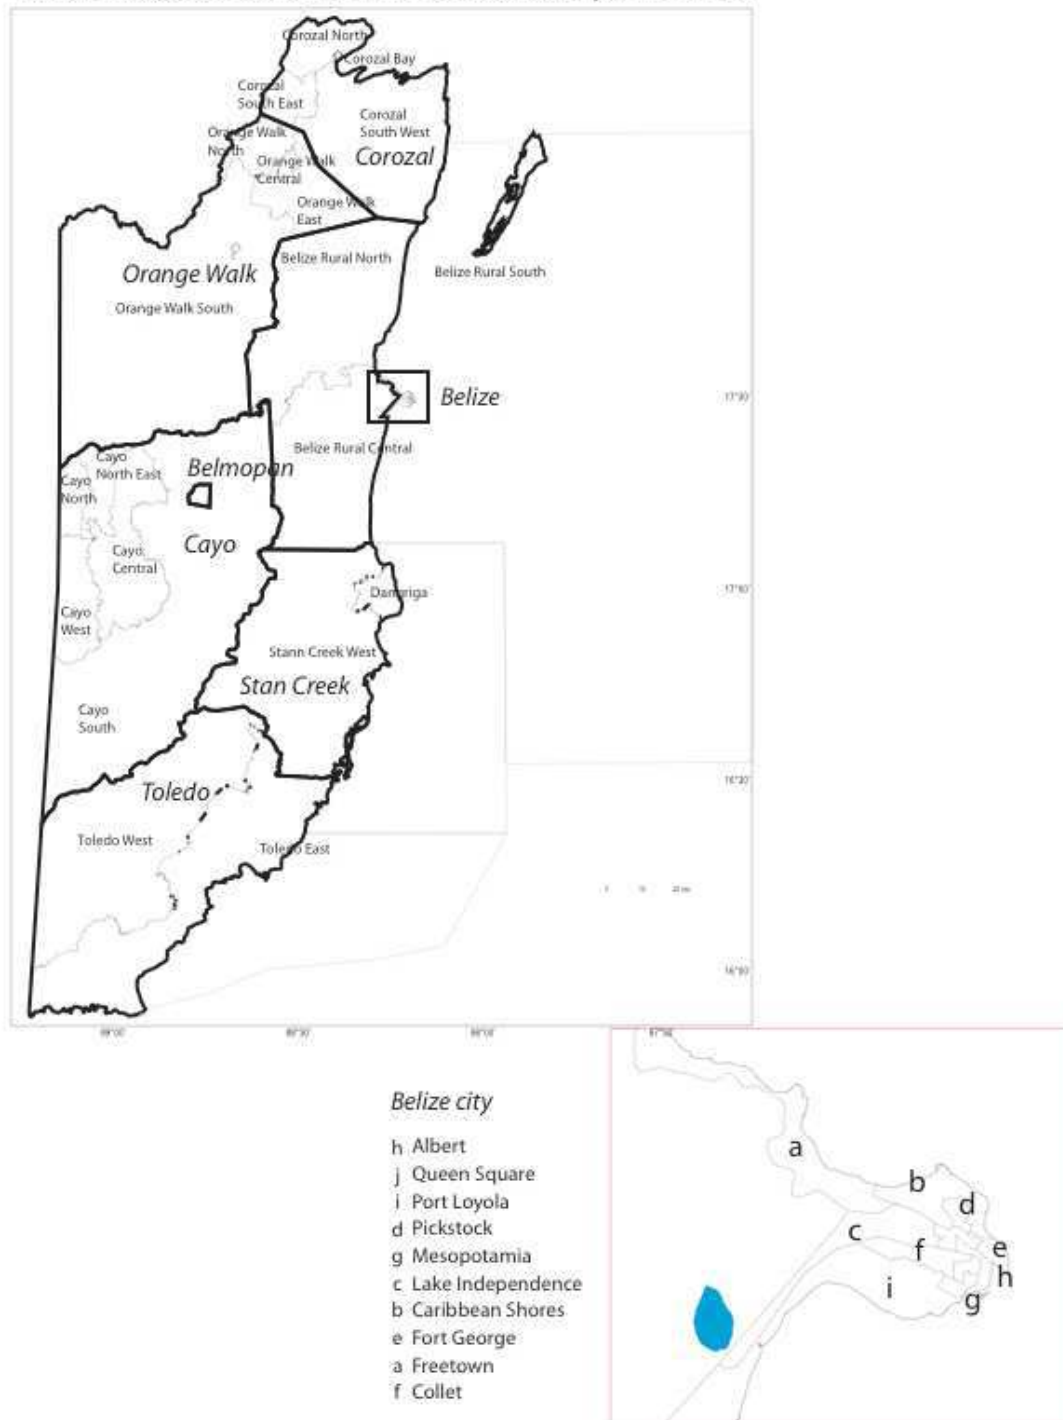 Corozal North
Corozal Bay
Corozal
South East
Corozal
South West
Corozal
Orange Walk
North
Orange Walk
Central
Orange Walk
East
Belize Rural North
Belize Rural South
Orange Walk
Orange Walk South
Belize
17°30'
Belize Rural Central
Cayo
North East
Belmopan
Cayo
North
Cayo
Cayo
Central
Dangriga
Cayo
West
Stann Creek West
Stan Creek
Cayo
South
Toledo
Toledo West
Toledo East
16°00'
Belize city
h Albert
j Queen Square
i Port Loyola
d Pickstock
g Mesopotamia
c Lake Independence
b Caribbean Shores
e Fort George
a Freetown
f Collet
a
b
d
c
f
e
h
i
g